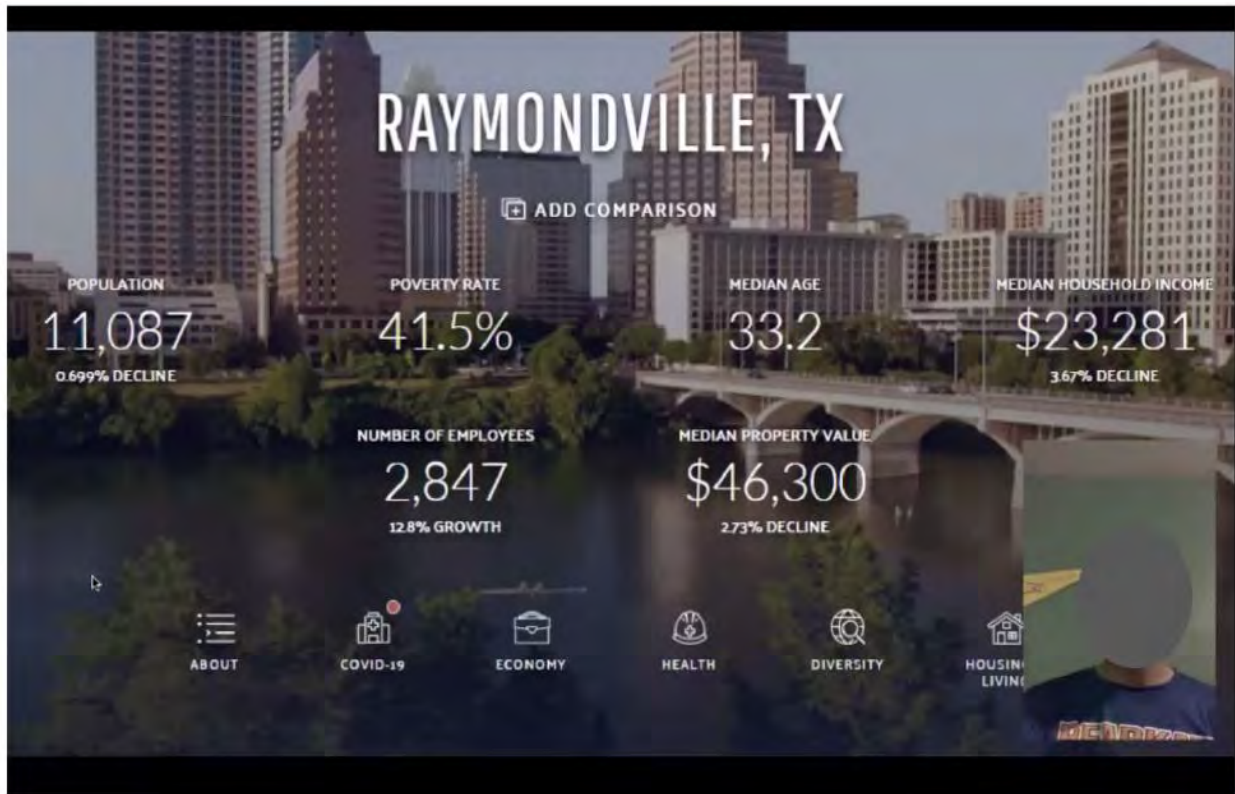 RAYMONDVILLE, TX
ADD COMPARISON
POPULATION
11,087
0.699% DECLINE
POVERTY RATE
41.5%
MEDIAN AGE
33.2
MEDIAN HOUSEHOLD INCOME
$23,281
3.67% DECLINE
NUMBER OF EMPLOYEES
2,847
12.8% GROWTH
MEDIAN PROPERTY VALUE
$46,300
2.73% DECLINE
ABOUT
COVID-19
ECONOMY
HEALTH
DIVERSITY
HOUSING
LIVING